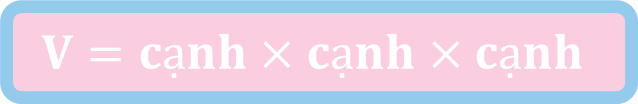 V = cạnh × cạnh × cạnh